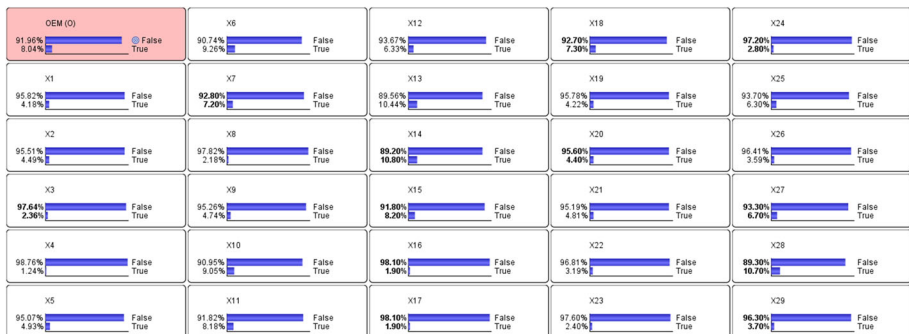 OEM (O)
91.96% False
8.04% True
X1
95.82% False
4.18% True
X2
95.51% False
4.49% True
X3
97.64% False
2.36% True
X4
98.76% False
1.24% True
X5
95.07% False
4.93% True
X6
90.74% False
9.26% True
X7
92.80% False
7.20% True
X8
97.82% False
2.18% True
X9
95.26% False
4.74% True
X10
90.95% False
9.05% True
X11
91.82% False
8.18% True
X12
93.67% False
6.33% True
X13
89.56% False
10.44% True
X14
89.20% False
10.80% True
X15
91.80% False
8.20% True
X16
98.10% False
1.90% True
X17
98.10% False
1.90% True
X18
92.70% False
7.30% True
X19
95.78% False
4.22% True
X20
95.60% False
4.40% True
X21
95.19% False
4.81% True
X22
96.81% False
3.19% True
X23
97.60% False
2.40% True
X24
97.20% False
2.80% True
X25
93.70% False
6.30% True
X26
96.41% False
3.59% True
X27
93.30% False
6.70% True
X28
89.30% False
10.70% True
X29
96.30% False
3.70% True